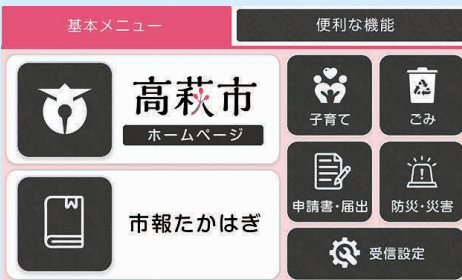 基本メニュー
便利な機能
高萩市
ホームページ
子育て
ごみ
市報たかはぎ
申請書・届出
防災・災害
受信設定